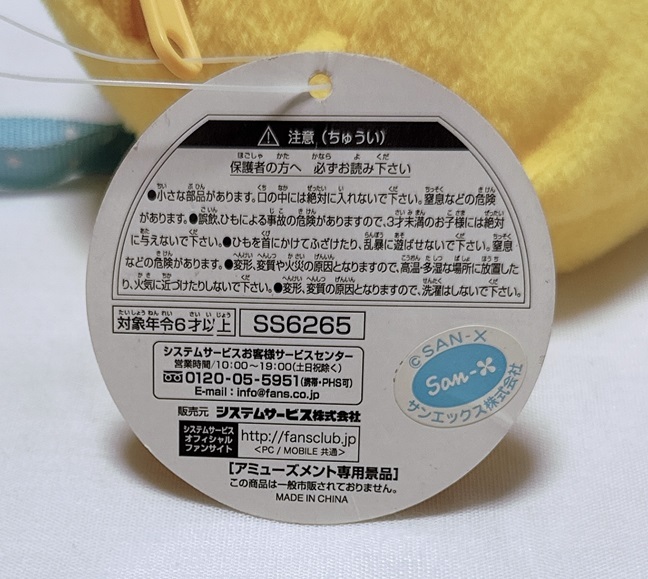 ⚠ 注意(ちゅうい)
保護者の方へ 必ずお読み下さい
●小さな部品があります。口の中には絶対に入れないで下さい。窒息などの危険
があります。●誤飲、ひもによる事故の危険がありますので、3才未満のお子様には絶対
に与えないで下さい。●ひもを首にかけてふざけたり、乱暴に遊ばせないで下さい。窒息
などの危険があります。●変形、変質や火災の原因となりますので、高温・多湿な場所に放置した
り、火気に近づけたりしないで下さい。●変形、変質の原因となりますので、洗濯はしないで下さい。
対象年令6才以上 SS6265
システムサービスお客様サービスセンター
営業時間/10:00~19:00(土日祝除く)
0120-05-5951(携帯・PHS可)
E-mail:info@fans.co.jp
販売元 システムサービス株式会社
システムサービス
オフィシャル
ファンサイト
http://fansclub.jp
<PC / MOBILE 共通>
[アミューズメント専用景品]
この商品は一般市販されておりません。
MADE IN CHINA
©SAN-X
San-X
サンエックス株式会社